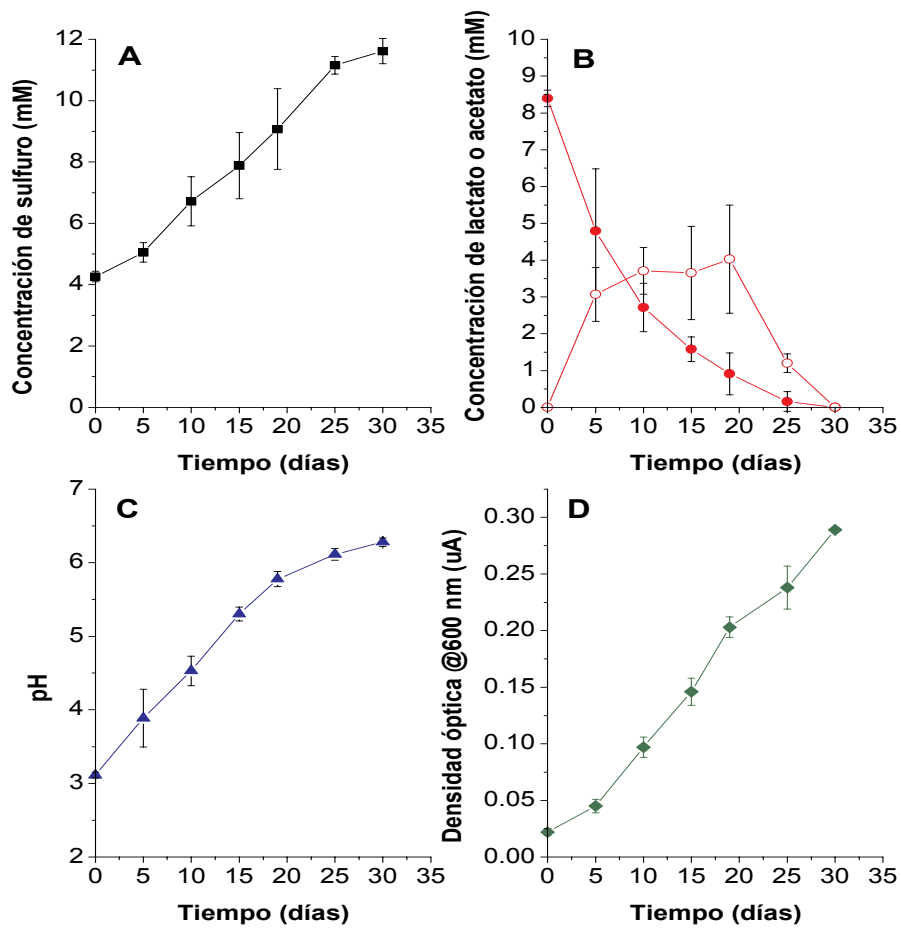 A
Concentración de sulfuro (mM)
12
10
8
6
4
2
0
0 5 10 15 20 25 30 35
Tiempo (días)
B
Concentración de lactato o acetato (mM)
10
9
8
7
6
5
4
3
2
1
0
0 5 10 15 20 25 30 35
Tiempo (días)
C
pH
7
6
5
4
3
2
0 5 10 15 20 25 30 35
Tiempo (días)
D
Densidad óptica @600 nm (uA)
0.30
0.25
0.20
0.15
0.10
0.05
0.00
0 5 10 15 20 25 30 35
Tiempo (días)